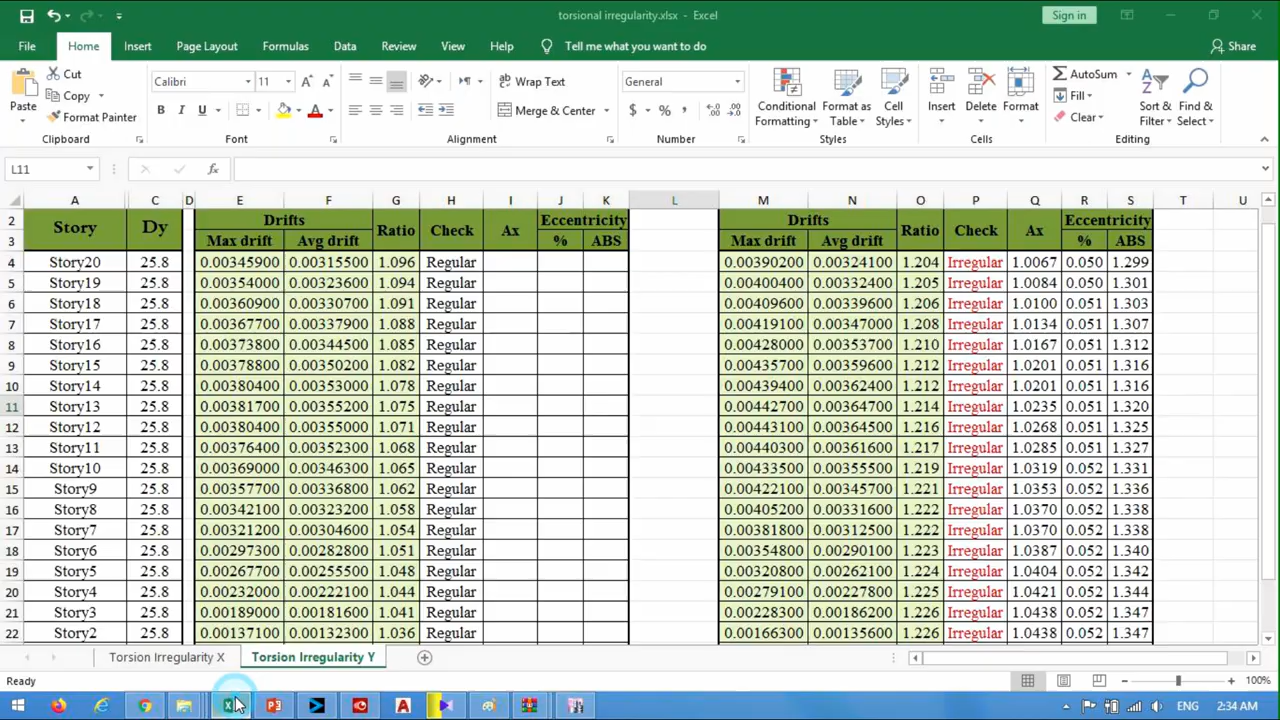 torsional irregularity.xlsx - Excel
Sign in
File Home Insert Page Layout Formulas Data Review View Help Tell me what you want to do Share
Paste Cut Copy Format Painter
Calibri 11
B I U
Wrap Text
Merge & Center
General
$ % ,
Conditional Formatting Format as Table Cell Styles
Insert Delete Format
AutoSum Fill Clear
Sort & Filter Find & Select
Clipboard Font Alignment Number Styles Cells Editing
L11 fx
A C D E F G H I J K L M N O P Q R S T U
2 Story Dy Drifts Ratio Check Ax Eccentricity Drifts Ratio Check Ax Eccentricity
3 Max drift Avg drift % ABS Max drift Avg drift % ABS
4 Story20 25.8 0.00345900 0.00315500 1.096 Regular 0.00390200 0.00324100 1.204 Irregular 1.0067 0.050 1.299
5 Story19 25.8 0.00354000 0.00323600 1.094 Regular 0.00400400 0.00332400 1.205 Irregular 1.0084 0.050 1.301
6 Story18 25.8 0.00360900 0.00330700 1.091 Regular 0.00409600 0.00339600 1.206 Irregular 1.0100 0.051 1.303
7 Story17 25.8 0.00367700 0.00337900 1.088 Regular 0.00419100 0.00347000 1.208 Irregular 1.0134 0.051 1.307
8 Story16 25.8 0.00373800 0.00344500 1.085 Regular 0.00428000 0.00353700 1.210 Irregular 1.0167 0.051 1.312
9 Story15 25.8 0.00378800 0.00350200 1.082 Regular 0.00435700 0.00359600 1.212 Irregular 1.0201 0.051 1.316
10 Story14 25.8 0.00380400 0.00353000 1.078 Regular 0.00439400 0.00362400 1.212 Irregular 1.0201 0.051 1.316
11 Story13 25.8 0.00381700 0.00355200 1.075 Regular 0.00442700 0.00364700 1.214 Irregular 1.0235 0.051 1.320
12 Story12 25.8 0.00380400 0.00355000 1.071 Regular 0.00443100 0.00364500 1.216 Irregular 1.0268 0.051 1.325
13 Story11 25.8 0.00376400 0.00352300 1.068 Regular 0.00440300 0.00361600 1.217 Irregular 1.0285 0.051 1.327
14 Story10 25.8 0.00369000 0.00346300 1.065 Regular 0.00433500 0.00355500 1.219 Irregular 1.0319 0.052 1.331
15 Story9 25.8 0.00357700 0.00336800 1.062 Regular 0.00422100 0.00345700 1.221 Irregular 1.0353 0.052 1.336
16 Story8 25.8 0.00342100 0.00323200 1.058 Regular 0.00405200 0.00331600 1.222 Irregular 1.0370 0.052 1.338
17 Story7 25.8 0.00321200 0.00304600 1.054 Regular 0.00381800 0.00312500 1.222 Irregular 1.0370 0.052 1.338
18 Story6 25.8 0.00297300 0.00282800 1.051 Regular 0.00354800 0.00290100 1.223 Irregular 1.0387 0.052 1.340
19 Story5 25.8 0.00267700 0.00255500 1.048 Regular 0.00320800 0.00262100 1.224 Irregular 1.0404 0.052 1.342
20 Story4 25.8 0.00232000 0.00222100 1.044 Regular 0.00279100 0.00227800 1.225 Irregular 1.0421 0.052 1.344
21 Story3 25.8 0.00189000 0.00181600 1.041 Regular 0.00228300 0.00186200 1.226 Irregular 1.0438 0.052 1.347
22 Story2 25.8 0.00137100 0.00132300 1.036 Regular 0.00166300 0.00135600 1.226 Irregular 1.0438 0.052 1.347
Torsion Irregularity X Torsion Irregularity Y
Ready 100%
ENG 2:34 AM